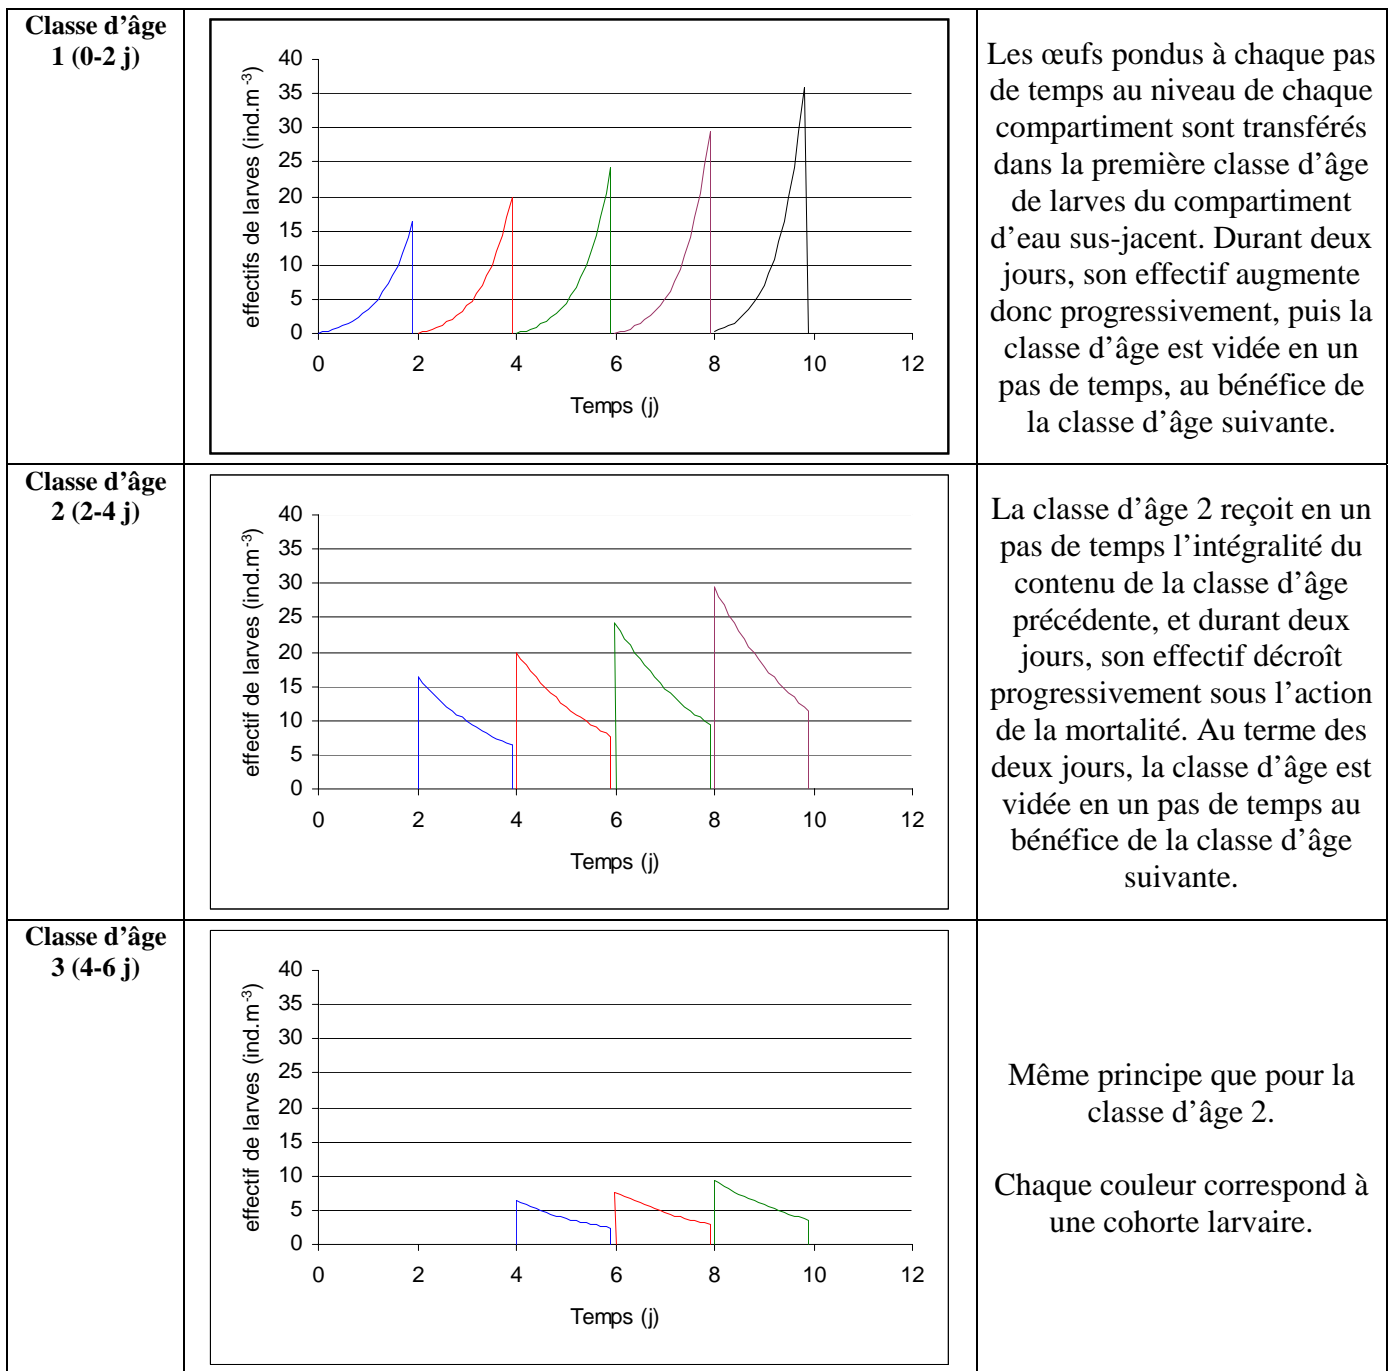 Classe d’âge
1 (0-2 j)
effectifs de larves (ind.m-3)
40
35
30
25
20
15
10
5
0
0 2 4 6 8 10 12
Temps (j)
Les œufs pondus à chaque pas
de temps au niveau de chaque
compartiment sont transférés
dans la première classe d’âge
de larves du compartiment
d’eau sus-jacent. Durant deux
jours, son effectif augmente
donc progressivement, puis la
classe d’âge est vidée en un
pas de temps, au bénéfice de
la classe d’âge suivante.
Classe d’âge
2 (2-4 j)
effectif de larves (ind.m-3)
40
35
30
25
20
15
10
5
0
0 2 4 6 8 10 12
Temps (j)
La classe d’âge 2 reçoit en un
pas de temps l’intégralité du
contenu de la classe d’âge
précédente, et durant deux
jours, son effectif décroît
progressivement sous l’action
de la mortalité. Au terme des
deux jours, la classe d’âge est
vidée en un pas de temps au
bénéfice de la classe d’âge
suivante.
Classe d’âge
3 (4-6 j)
effectif de larves (ind.m-3)
40
35
30
25
20
15
10
5
0
0 2 4 6 8 10 12
Temps (j)
Même principe que pour la
classe d’âge 2.
Chaque couleur correspond à
une cohorte larvaire.